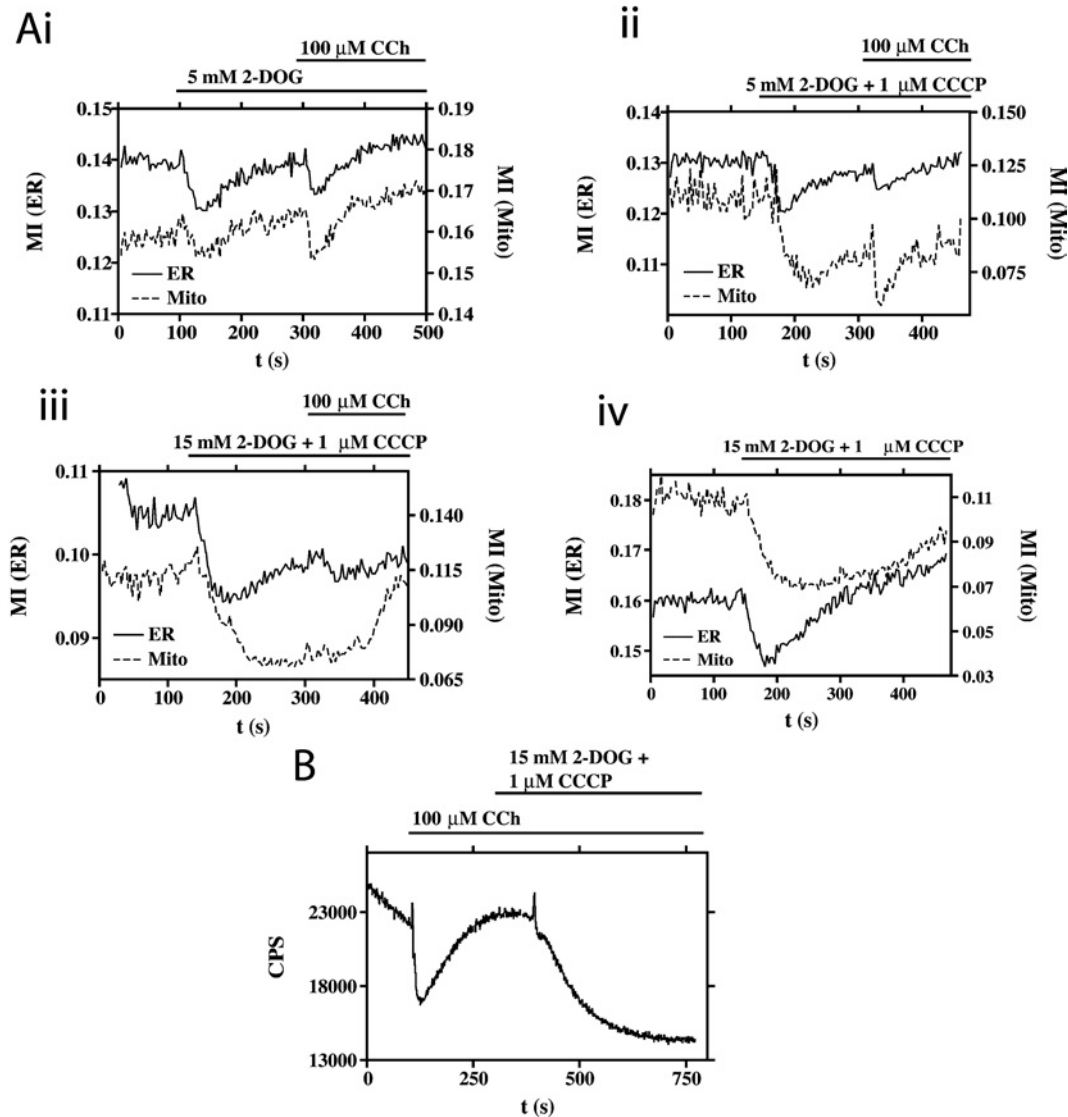 Ai
100 μM CCh
5 mM 2-DOG
0.15
0.14
0.13
0.12
0.11
MI (ER)
0.19
0.18
0.17
0.16
0.15
0.14
MI (Mito)
ER
Mito
0 100 200 300 400 500
t (s)
ii
100 μM CCh
5 mM 2-DOG + 1 μM CCCP
0.14
0.13
0.12
0.11
MI (ER)
0.150
0.125
0.100
0.075
MI (Mito)
ER
Mito
0 100 200 300 400
t (s)
iii
100 μM CCh
15 mM 2-DOG + 1 μM CCCP
0.11
0.10
0.09
MI (ER)
0.140
0.115
0.090
0.065
MI (Mito)
ER
Mito
0 100 200 300 400
t (s)
iv
15 mM 2-DOG + 1 μM CCCP
0.18
0.17
0.16
0.15
MI (ER)
0.11
0.09
0.07
0.05
0.03
MI (Mito)
ER
Mito
0 100 200 300 400
t (s)
B
15 mM 2-DOG +
1 μM CCCP
100 μM CCh
23000
18000
13000
CPS
0 250 500 750
t (s)